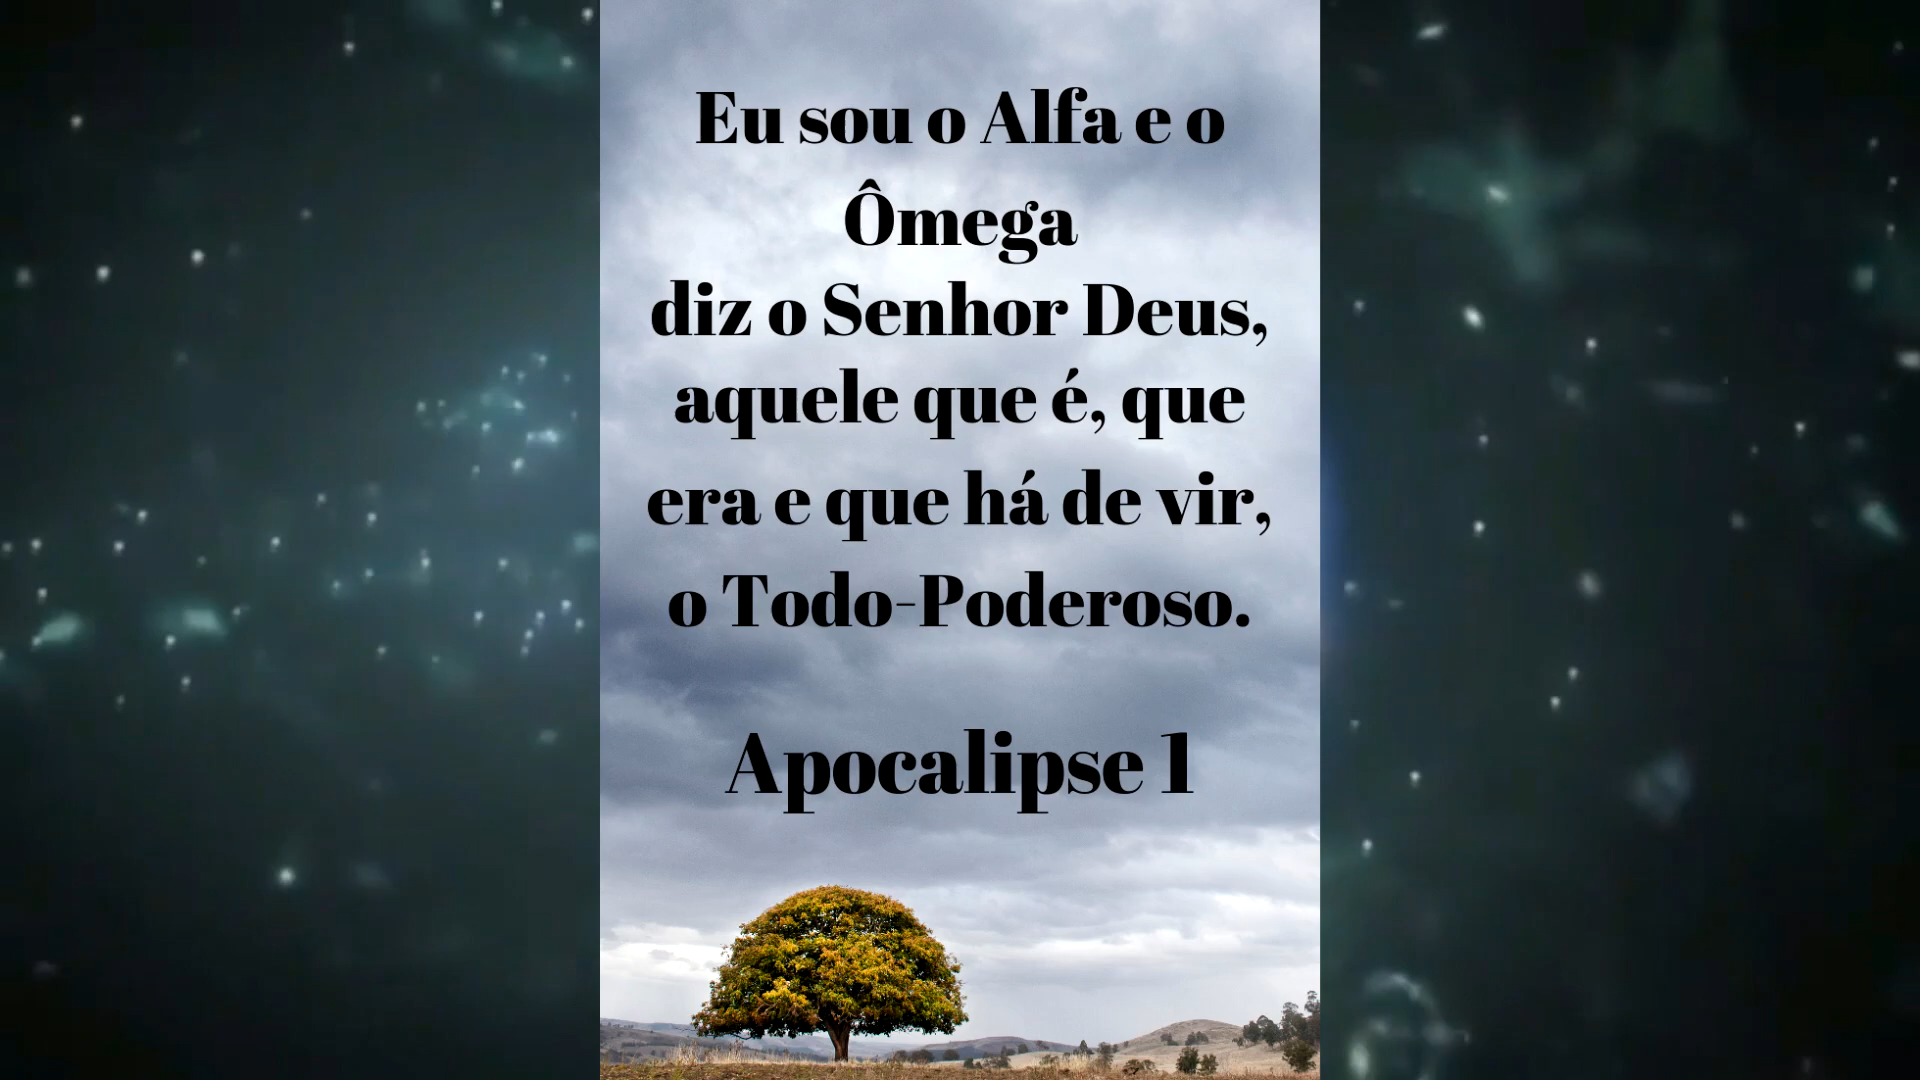 Eu sou o Alfa e o
Ômega
diz o Senhor Deus,
aquele que é, que
era e que há de vir,
o Todo-Poderoso.
Apocalipse 1